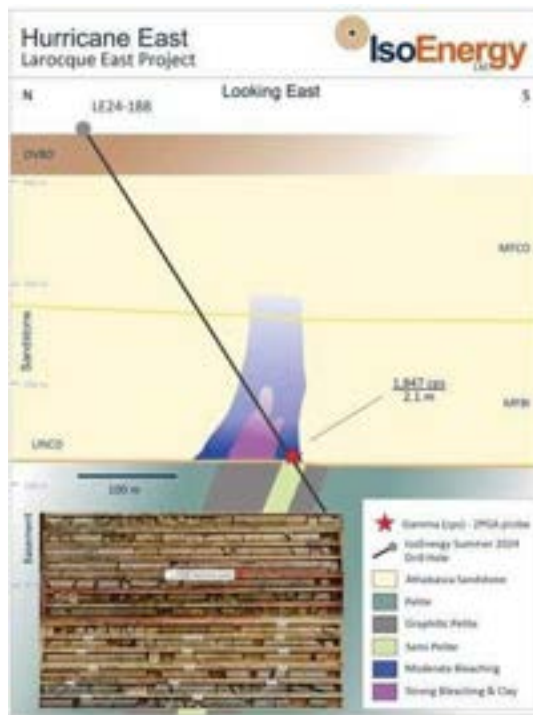 Hurricane East
Larocque East Project
IsoEnergy
Ltd
N
Looking East
S
LE24-188
OVBD
MFCO
Sandstone
1,847 cps
2.1 m
MFBI
UNCO
100 m
Basement
Gamma (cps) - 2PGA probe
IsoEnergy Summer 2024
Drill Hole
Athabasca Sandstone
Pelite
Graphitic Pelite
Semi Pelite
Moderate Bleaching
Strong Bleaching & Clay